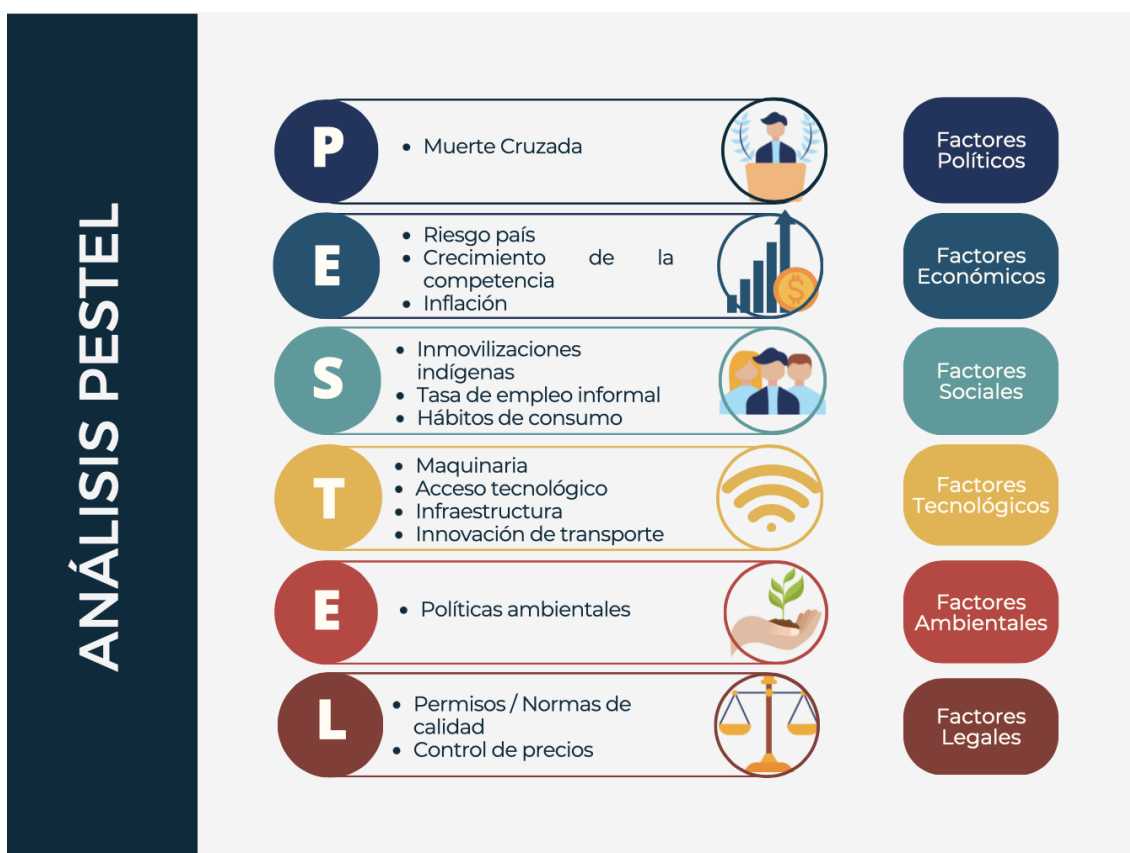 ANÁLISIS PESTEL
P
• Muerte Cruzada
Factores
Políticos
E
• Riesgo país
• Crecimiento de la
competencia
• Inflación
Factores
Económicos
S
• Inmovilizaciones
indígenas
• Tasa de empleo informal
• Hábitos de consumo
Factores
Sociales
T
• Maquinaria
• Acceso tecnológico
• Infraestructura
• Innovación de transporte
Factores
Tecnológicos
E
• Políticas ambientales
Factores
Ambientales
L
• Permisos / Normas de
calidad
• Control de precios
Factores
Legales